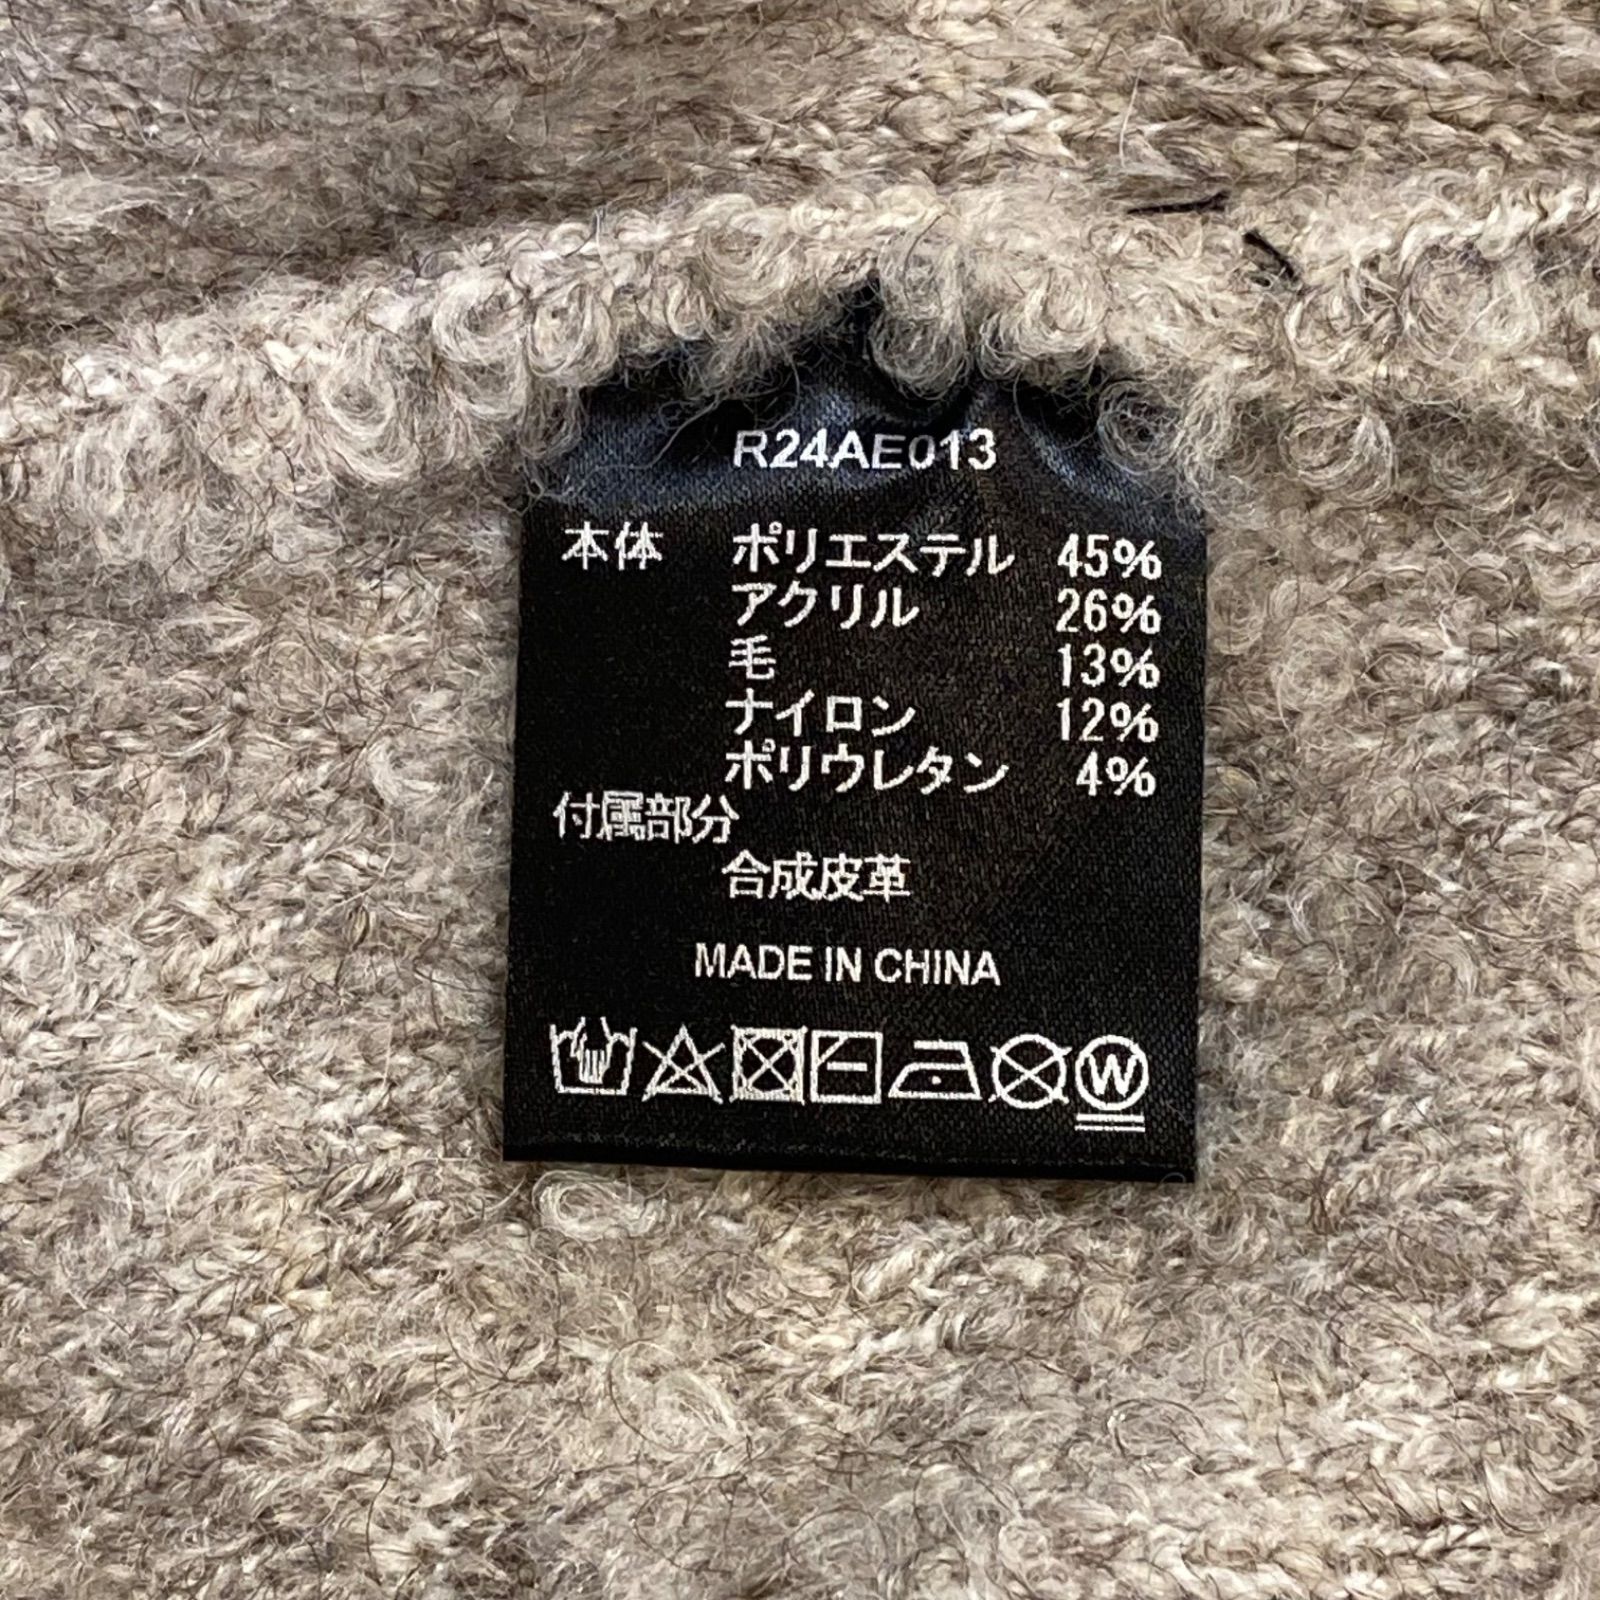 R24AE013
本体 ポリエステル 45%
アクリル 26%
毛 13%
ナイロン 12%
ポリウレタン 4%
付属部分
合成皮革
MADE IN CHINA
W